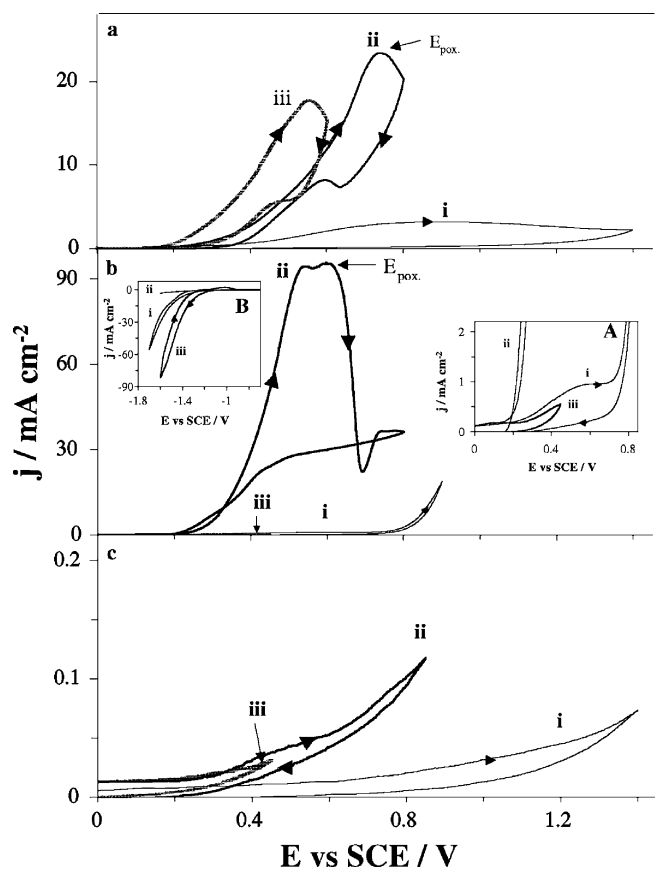 a
ii
Epox.
iii
i
20
10
0
b
ii
Epox.
90
60
30
0
iii
i
B
ii
i
iii
0
-30
-60
-90
-1.8
-1.4
-1
j / mA cm-2
E vs SCE / V
A
ii
i
iii
2
1
0
0
0.4
0.8
j / mA cm-2
E vs SCE / V
j / mA cm-2
c
ii
iii
i
0.2
0.1
0
0
0.4
0.8
1.2
E vs SCE / V